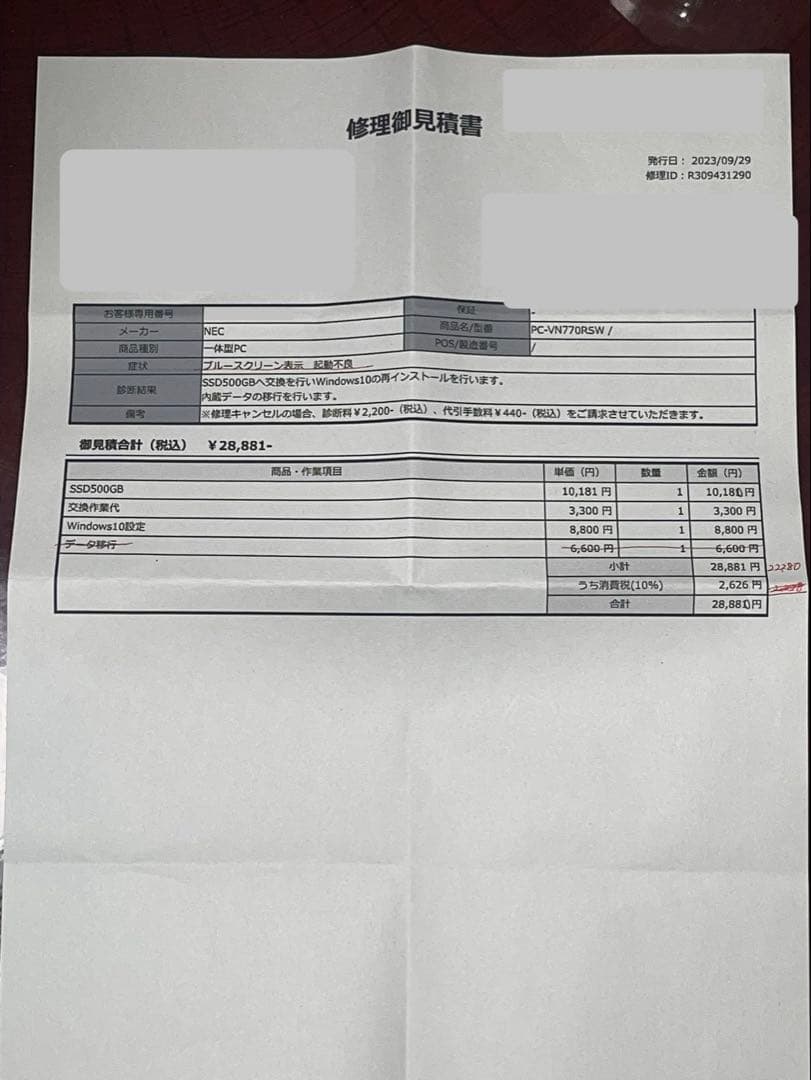 修理御見積書
発行日： 2023/09/29
修理ID：R309431290
お客様専用番号 保証 -
メーカー NEC 商品名/型番 PC-VN770RSW /
商品種別 一体型PC POS/製造番号 /
症状 ブルースクリーン表示 起動不良
診断結果 SSD500GBへ交換を行いWindows10の再インストールを行います。
内蔵データの移行を行います。
備考 ※修理キャンセルの場合、診断料¥2,200-（税込）、代引手数料¥440-（税込）をご請求させていただきます。
御見積合計（税込） ¥28,881-
商品・作業項目 単価（円） 数量 金額（円）
SSD500GB 10,181 円 1 10,181円
交換作業代 3,300 円 1 3,300 円
Windows10設定 8,800 円 1 8,800 円
データ移行 6,600 円 1 6,600 円
小計 28,881 円 22280
うち消費税(10%) 2,626 円
合計 28,881円